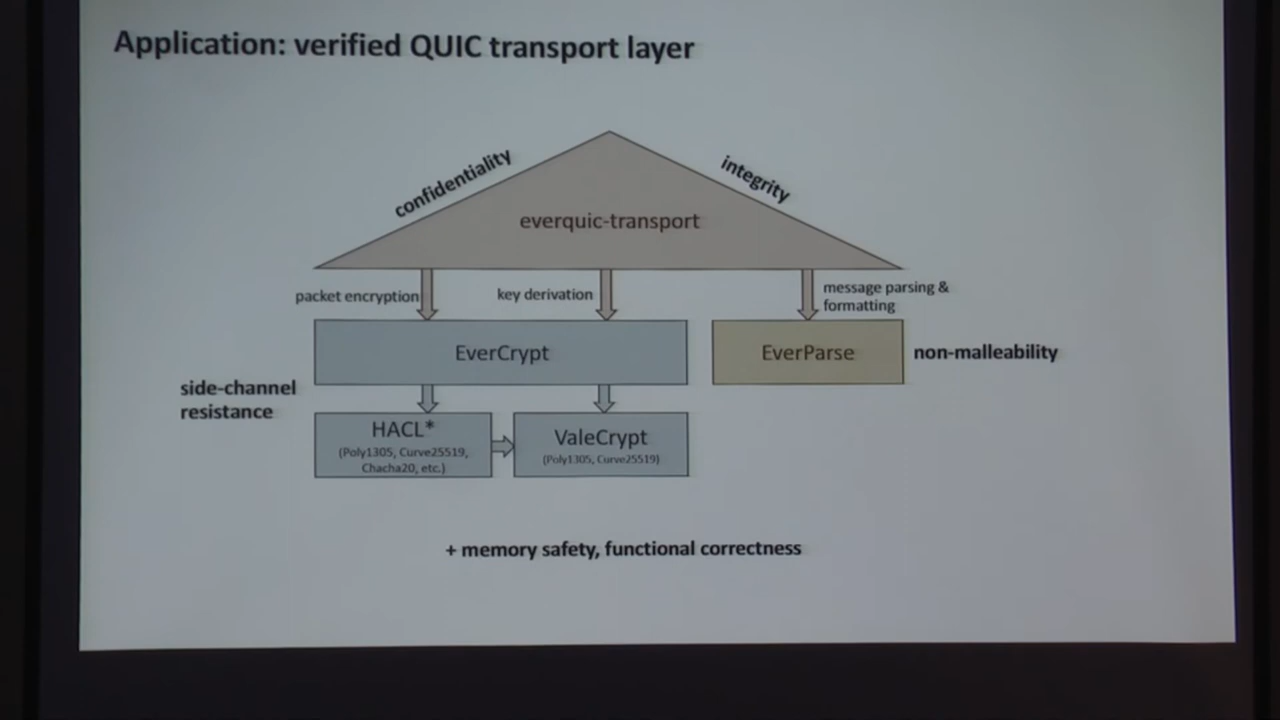 Application: verified QUIC transport layer
confidentiality
integrity
everquic-transport
packet encryption
key derivation
message parsing &
formatting
EverCrypt
EverParse
non-malleability
side-channel
resistance
HACL*
(Poly1305, Curve25519,
Chacha20, etc.)
ValeCrypt
(Poly1305, Curve25519)
+ memory safety, functional correctness